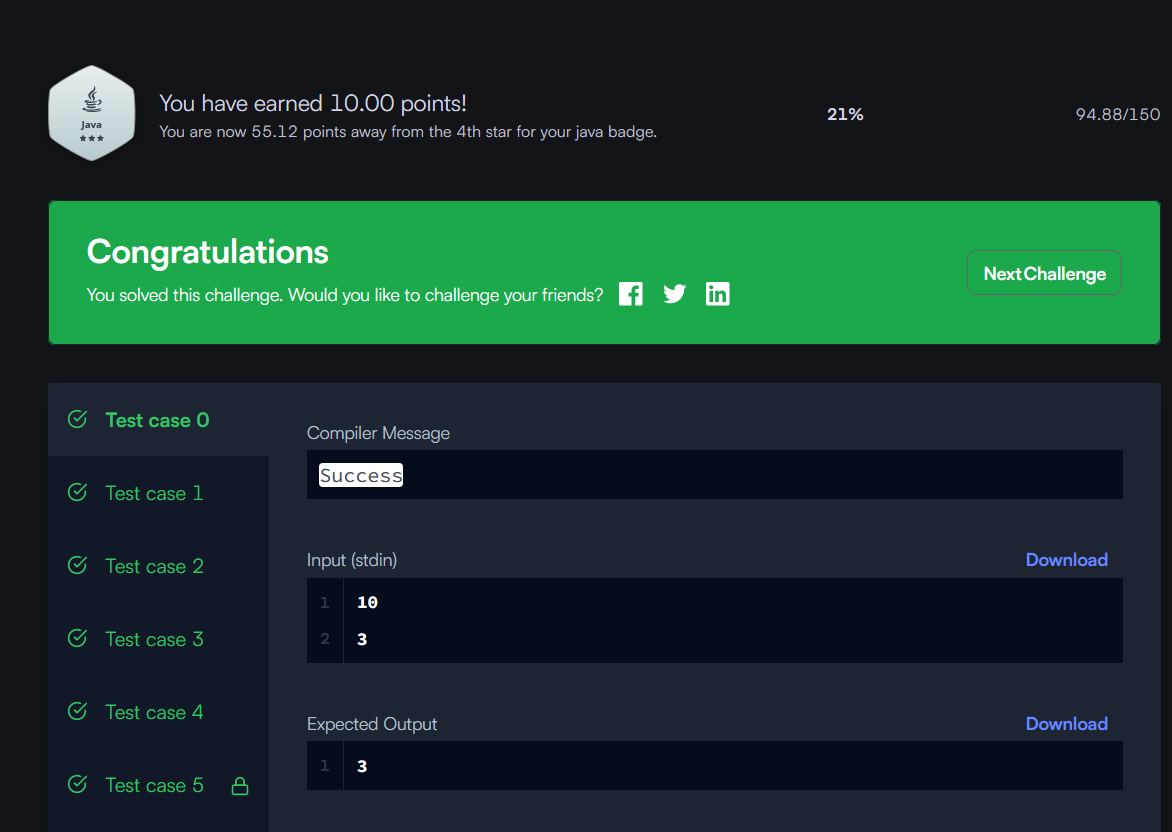 Java
You have earned 10.00 points!
You are now 55.12 points away from the 4th star for your java badge.
21%
94.88/150
Congratulations
You solved this challenge. Would you like to challenge your friends?
Next Challenge
Test case 0
Test case 1
Test case 2
Test case 3
Test case 4
Test case 5
Compiler Message
Success
Input (stdin)
Download
1 10
2 3
Expected Output
Download
1 3